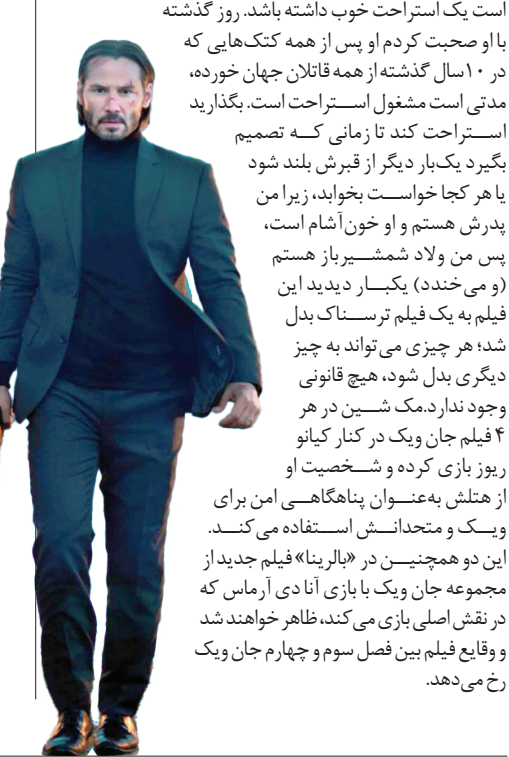 است یک استراحت خوب داشته باشد. روز گذشته
با او صحبت کردم او پس از همه کتک‌هایی که
در ۱۰سال گذشته از همه قاتلان جهان خورده،
مدتی است مشغول استراحت است. بگذارید
استراحت کند تا زمانی که تصمیم
بگیرد یک‌بار دیگر از قبرش بلند شود
یا هر کجا خواست بخوابد، زیرا من
پدرش هستم و او خون‌آشام است،
پس من ولاد شمشیرباز هستم
(و می‌خندد) یکبار دیدید این
فیلم به یک فیلم ترسناک بدل
شد؛ هر چیزی می‌تواند به چیز
دیگری بدل شود، هیچ قانونی
وجود ندارد.مک شین در هر
۴ فیلم جان ویک در کنار کیانو
ریوز بازی کرده و شخصیت او
از هتلش به‌عنوان پناهگاهی امن برای
ویک و متحدانش استفاده می‌کند.
این دو همچنین در «بالرینا» فیلم جدید از
مجموعه جان ویک با بازی آنا دی آرماس که
در نقش اصلی بازی می‌کند، ظاهر خواهند شد
و وقایع فیلم بین فصل سوم و چهارم جان ویک
رخ می‌دهد.